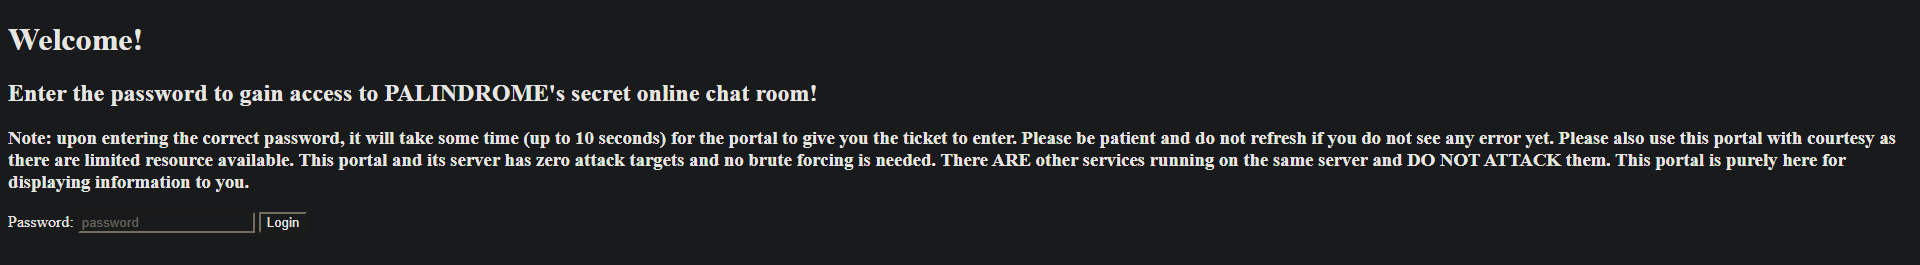 Welcome!
Enter the password to gain access to PALINDROME's secret online chat room!
Note: upon entering the correct password, it will take some time (up to 10 seconds) for the portal to give you the ticket to enter. Please be patient and do not refresh if you do not see any error yet. Please also use this portal with courtesy as
there are limited resource available. This portal and its server has zero attack targets and no brute forcing is needed. There ARE other services running on the same server and DO NOT ATTACK them. This portal is purely here for
displaying information to you.
Password: password Login